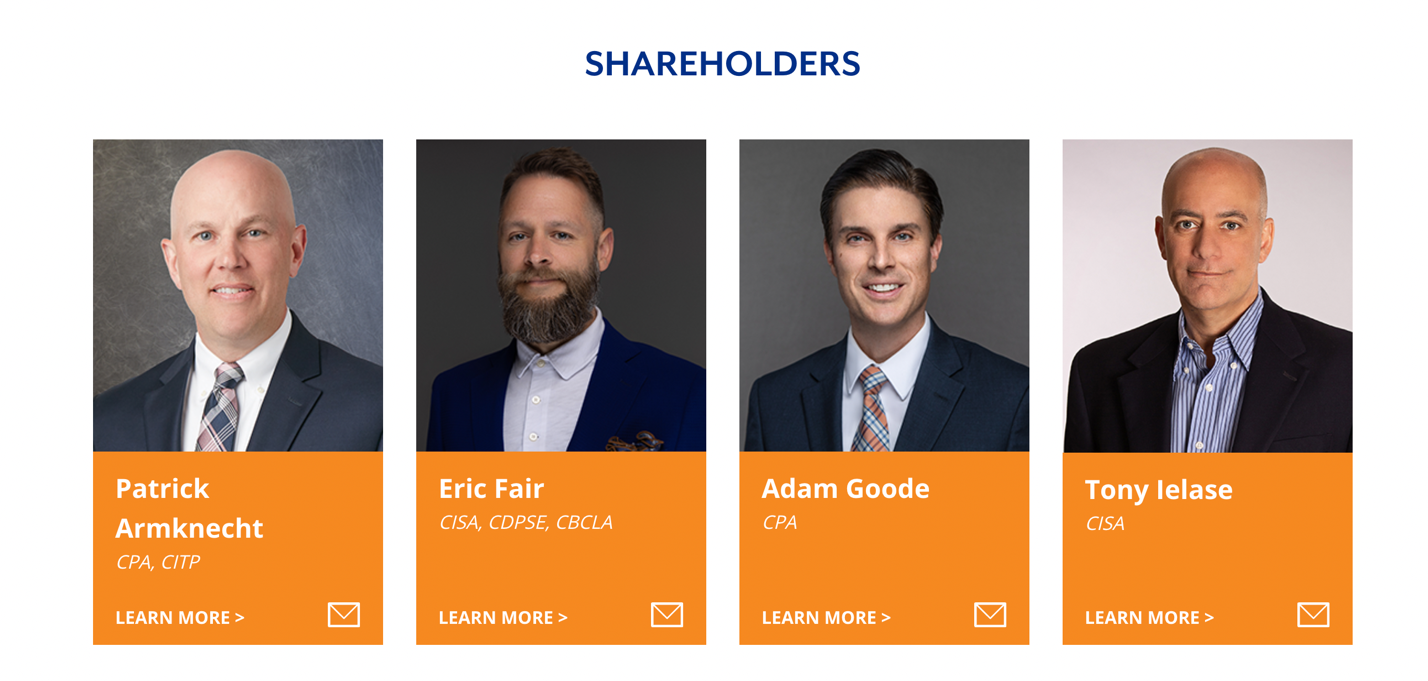 SHAREHOLDERS
Patrick
Armknecht
CPA, CITP
LEARN MORE >
Eric Fair
CISA, CDPSE, CBCLA
LEARN MORE >
Adam Goode
CPA
LEARN MORE >
Tony Ielase
CISA
LEARN MORE >